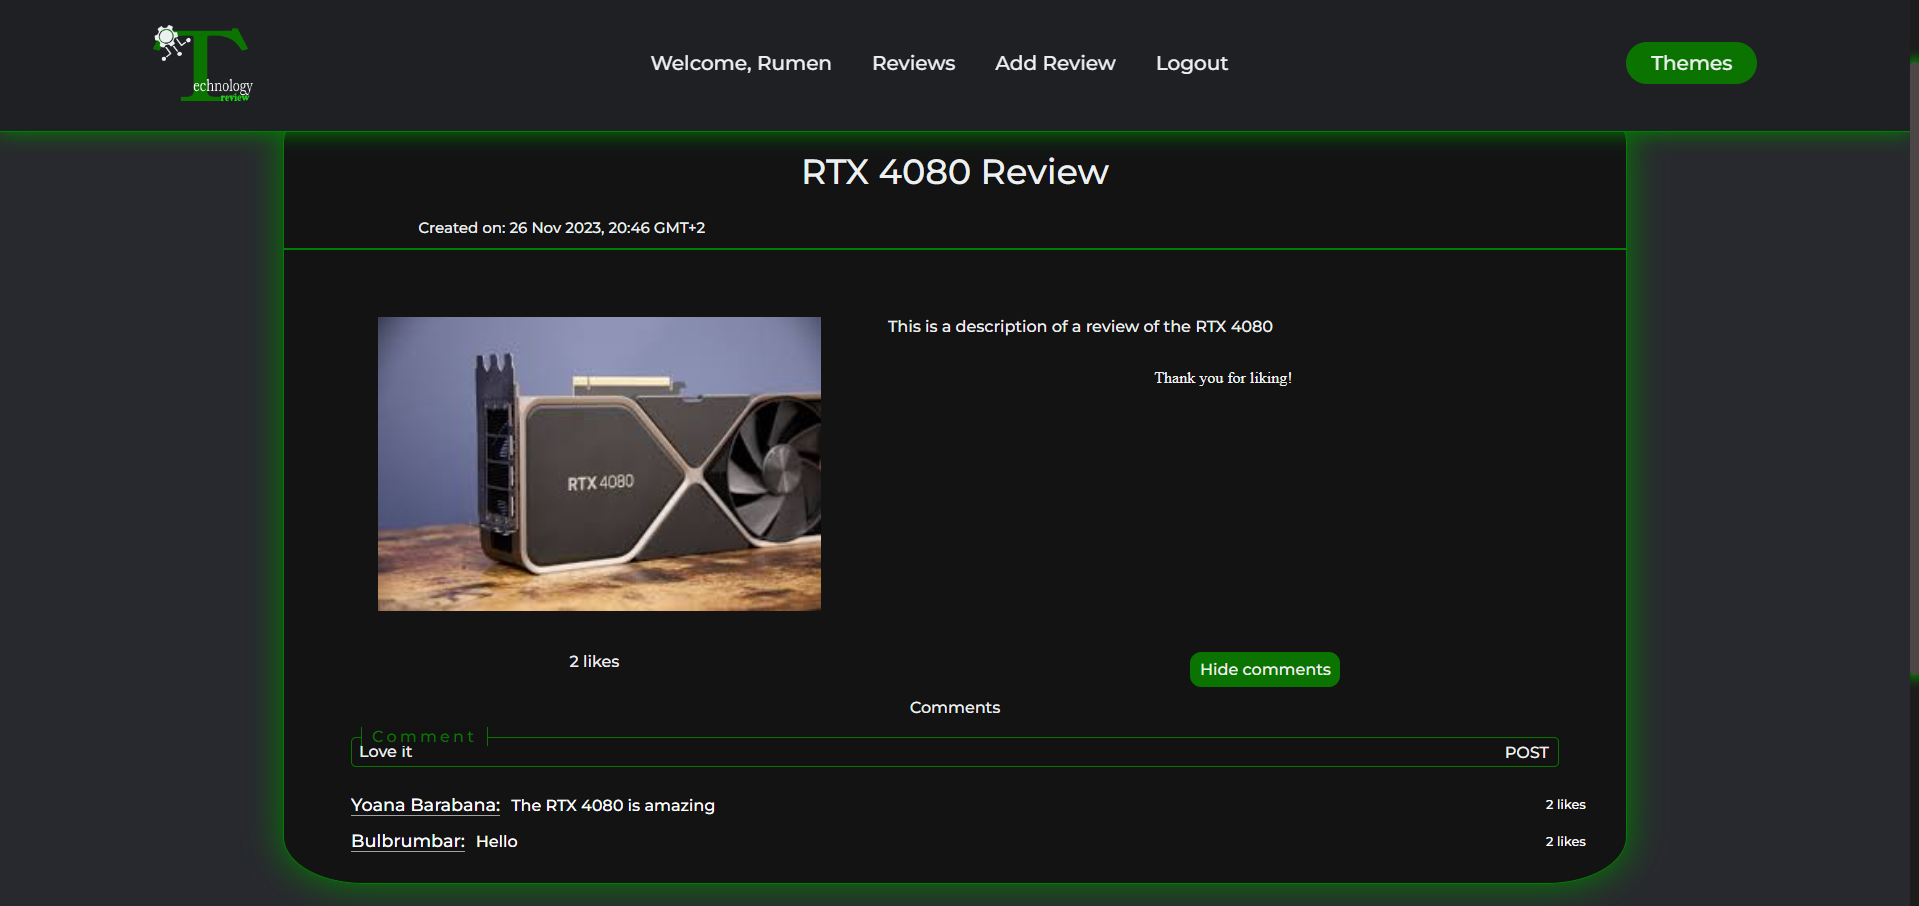 Technology
review
Welcome, Rumen
Reviews
Add Review
Logout
Themes
RTX 4080 Review
Created on: 26 Nov 2023, 20:46 GMT+2
This is a description of a review of the RTX 4080
Thank you for liking!
RTX 4080
2 likes
Hide comments
Comments
Comment
Love it
POST
Yoana Barabana: The RTX 4080 is amazing
2 likes
Bulbrumbar: Hello
2 likes